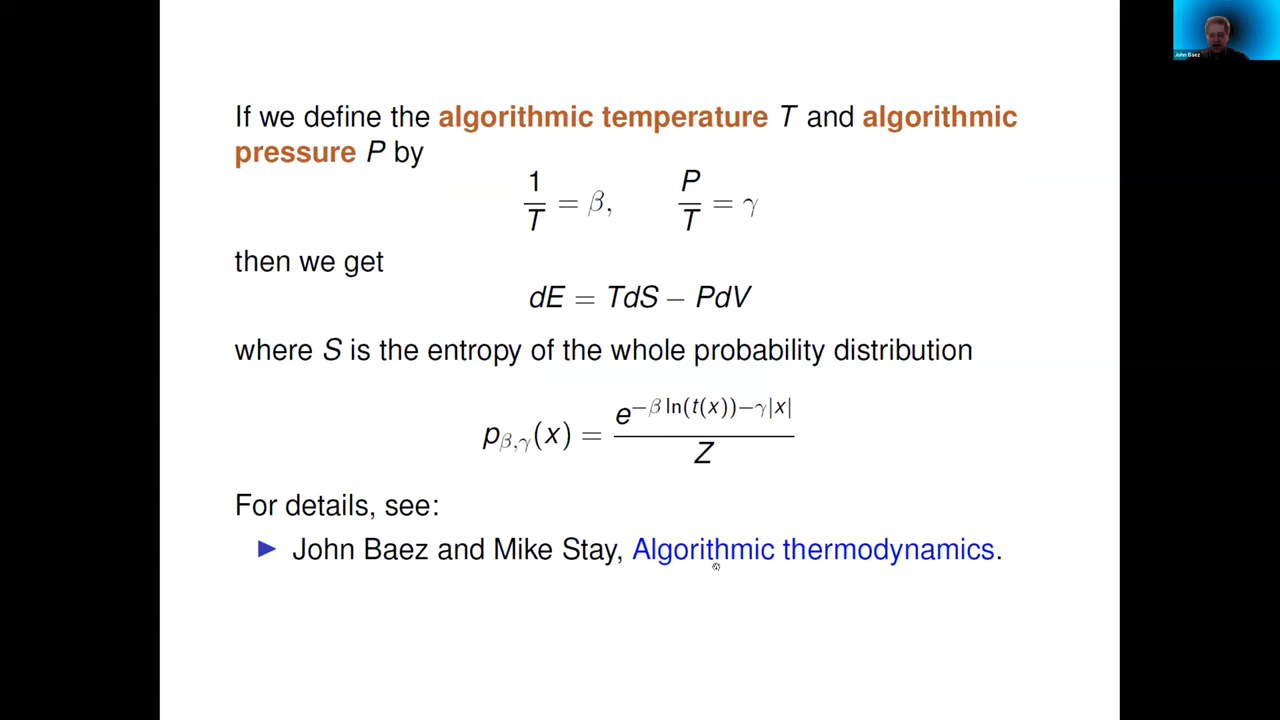 John Baez
If we define the algorithmic temperature T and algorithmic
pressure P by
1/T = β, P/T = γ
then we get
dE = TdS − PdV
where S is the entropy of the whole probability distribution
p_{β,γ}(x) = e^{−β ln(t(x))−γ|x|} / Z
For details, see:
▶ John Baez and Mike Stay, Algorithmic thermodynamics.